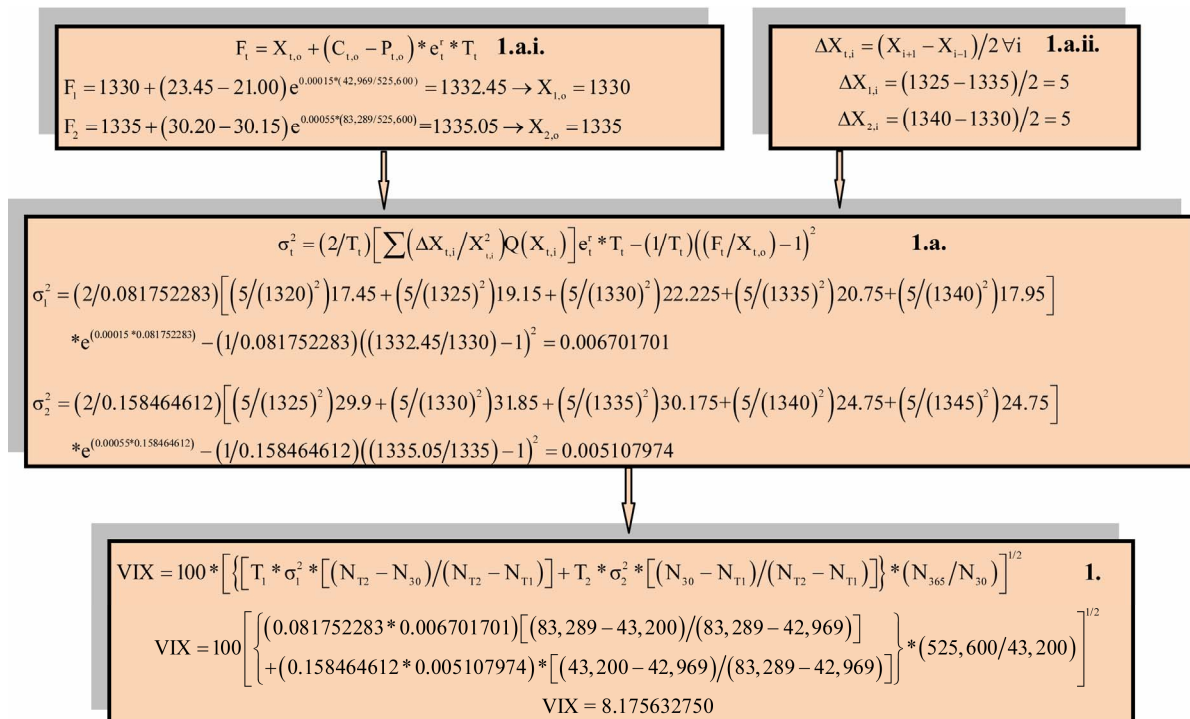 F_t = X_{t,o} + (C_{t,o} − P_{t,o}) * e_t^r * T_t 1.a.i.
F_1 = 1330 + (23.45 − 21.00) e^{0.00015*(42,969/525,600)} = 1332.45 → X_{1,o} = 1330
F_2 = 1335 + (30.20 − 30.15) e^{0.00055*(83,289/525,600)} = 1335.05 → X_{2,o} = 1335
ΔX_{t,i} = (X_{i+1} − X_{i−1})/2 ∀i 1.a.ii.
ΔX_{1,i} = (1325 − 1335)/2 = 5
ΔX_{2,i} = (1340 − 1330)/2 = 5
σ_t^2 = (2/T_t)[∑(ΔX_{t,i}/X_{t,i}^2)Q(X_{t,i})]e_t^r * T_t − (1/T_t)((F_t/X_{t,o}) − 1)^2 1.a.
σ_1^2 = (2/0.081752283)[(5/(1320)^2)17.45 + (5/(1325)^2)19.15 + (5/(1330)^2)22.225 + (5/(1335)^2)20.75 + (5/(1340)^2)17.95]
*e^{(0.00015*0.081752283)} − (1/0.081752283)((1332.45/1330) − 1)^2 = 0.006701701
σ_2^2 = (2/0.158464612)[(5/(1325)^2)29.9 + (5/(1330)^2)31.85 + (5/(1335)^2)30.175 + (5/(1340)^2)24.75 + (5/(1345)^2)24.75]
*e^{(0.00055*0.158464612)} − (1/0.158464612)((1335.05/1335) − 1)^2 = 0.005107974
VIX = 100 * [{[T_1 * σ_1^2 * [(N_{T2} − N_{30})/(N_{T2} − N_{T1})] + T_2 * σ_2^2 * [(N_{30} − N_{T1})/(N_{T2} − N_{T1})]} * (N_{365}/N_{30})]^{1/2} 1.
VIX = 100[{(0.081752283 * 0.006701701)[(83,289 − 43,200)/(83,289 − 42,969)]
+(0.158464612 * 0.005107974) * [(43,200 − 42,969)/(83,289 − 42,969)]} * (525,600/43,200)]^{1/2}
VIX = 8.175632750